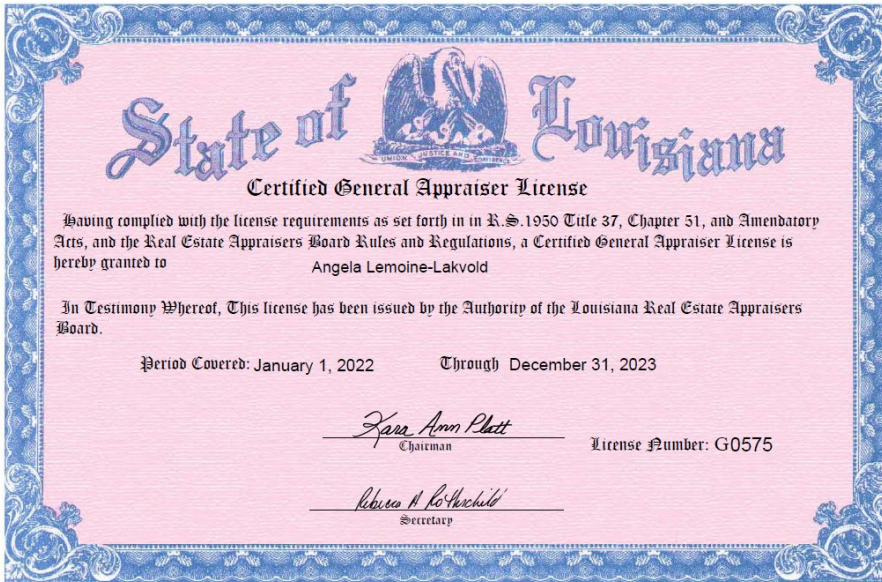 State of Louisiana
UNION JUSTICE AND CONFIDENCE
Certified General Appraiser License
Having complied with the license requirements as set forth in in R.S.1950 Title 37, Chapter 51, and Amendatory
Acts, and the Real Estate Appraisers Board Rules and Regulations, a Certified General Appraiser License is
hereby granted to Angela Lemoine-Lakvold
In Testimony Whereof, This license has been issued by the Authority of the Louisiana Real Estate Appraisers
Board.
Period Covered: January 1, 2022 Through December 31, 2023
Kara Ann Platt
Chairman License Number: G0575
Rebecca A Rothschild
Secretary